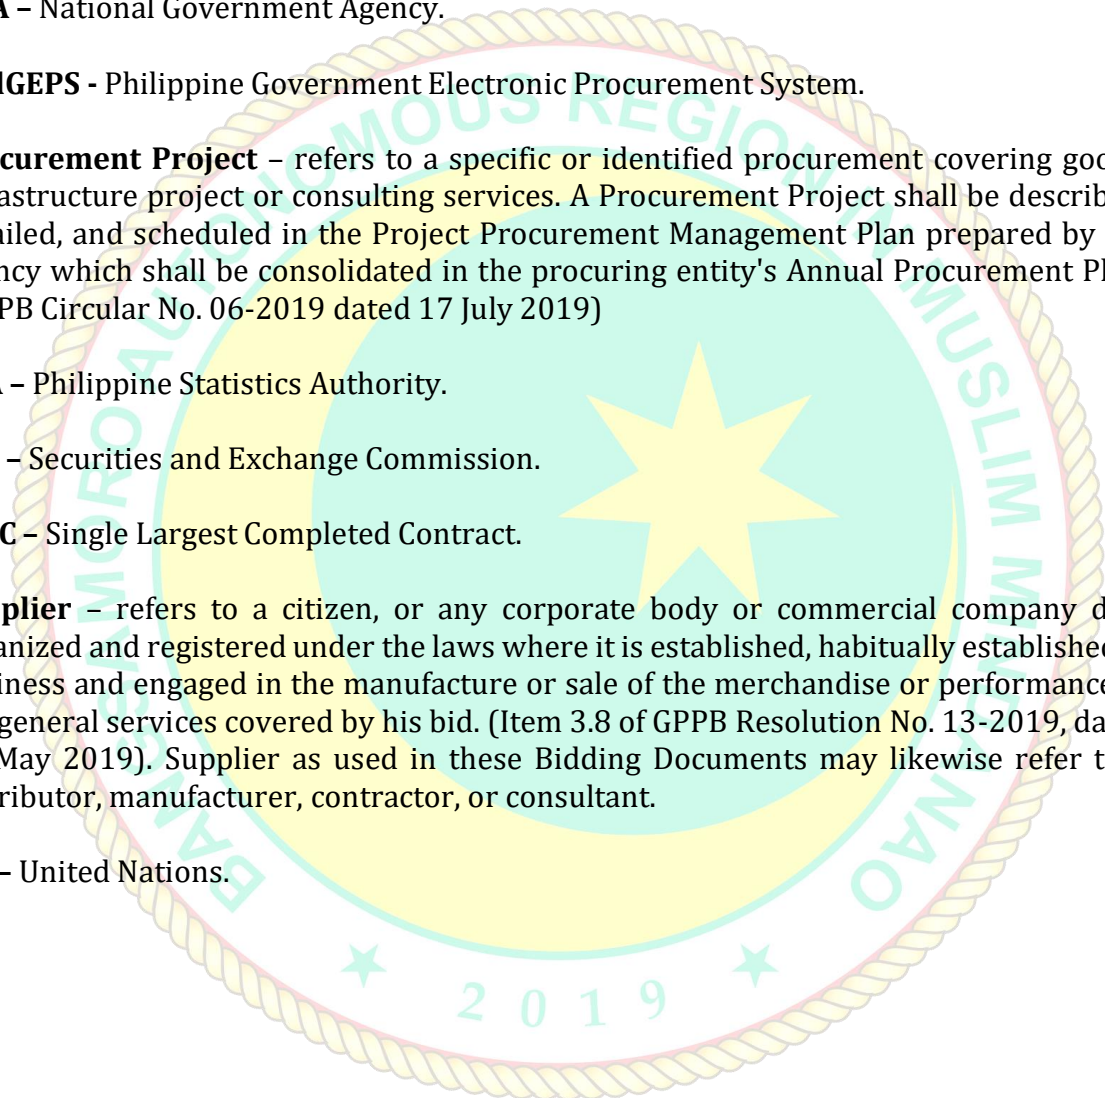 A – National Government Agency.
GEPS - Philippine Government Electronic Procurement System.
curement Project – refers to a specific or identified procurement covering goo
astructure project or consulting services. A Procurement Project shall be describ
iled, and scheduled in the Project Procurement Management Plan prepared by
ncy which shall be consolidated in the procuring entity's Annual Procurement Pl
PB Circular No. 06-2019 dated 17 July 2019)
– Philippine Statistics Authority.
– Securities and Exchange Commission.
C – Single Largest Completed Contract.
plier – refers to a citizen, or any corporate body or commercial company d
anized and registered under the laws where it is established, habitually established
iness and engaged in the manufacture or sale of the merchandise or performance
general services covered by his bid. (Item 3.8 of GPPB Resolution No. 13-2019, da
May 2019). Supplier as used in these Bidding Documents may likewise refer t
ributor, manufacturer, contractor, or consultant.
– United Nations.
BANGSAMORO AUTONOMOUS REGION IN MUSLIM MINDANAO
2019